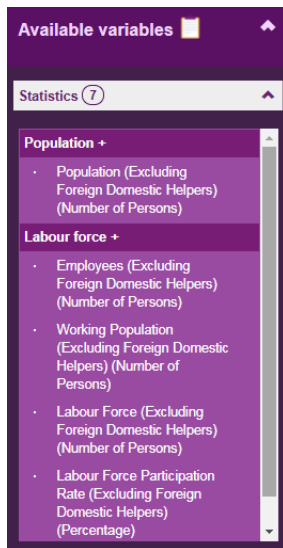 Available variables
Statistics 7
Population +
· Population (Excluding
Foreign Domestic Helpers)
(Number of Persons)
Labour force +
· Employees (Excluding
Foreign Domestic Helpers)
(Number of Persons)
· Working Population
(Excluding Foreign Domestic
Helpers) (Number of
Persons)
· Labour Force (Excluding
Foreign Domestic Helpers)
(Number of Persons)
· Labour Force Participation
Rate (Excluding Foreign
Domestic Helpers)
(Percentage)